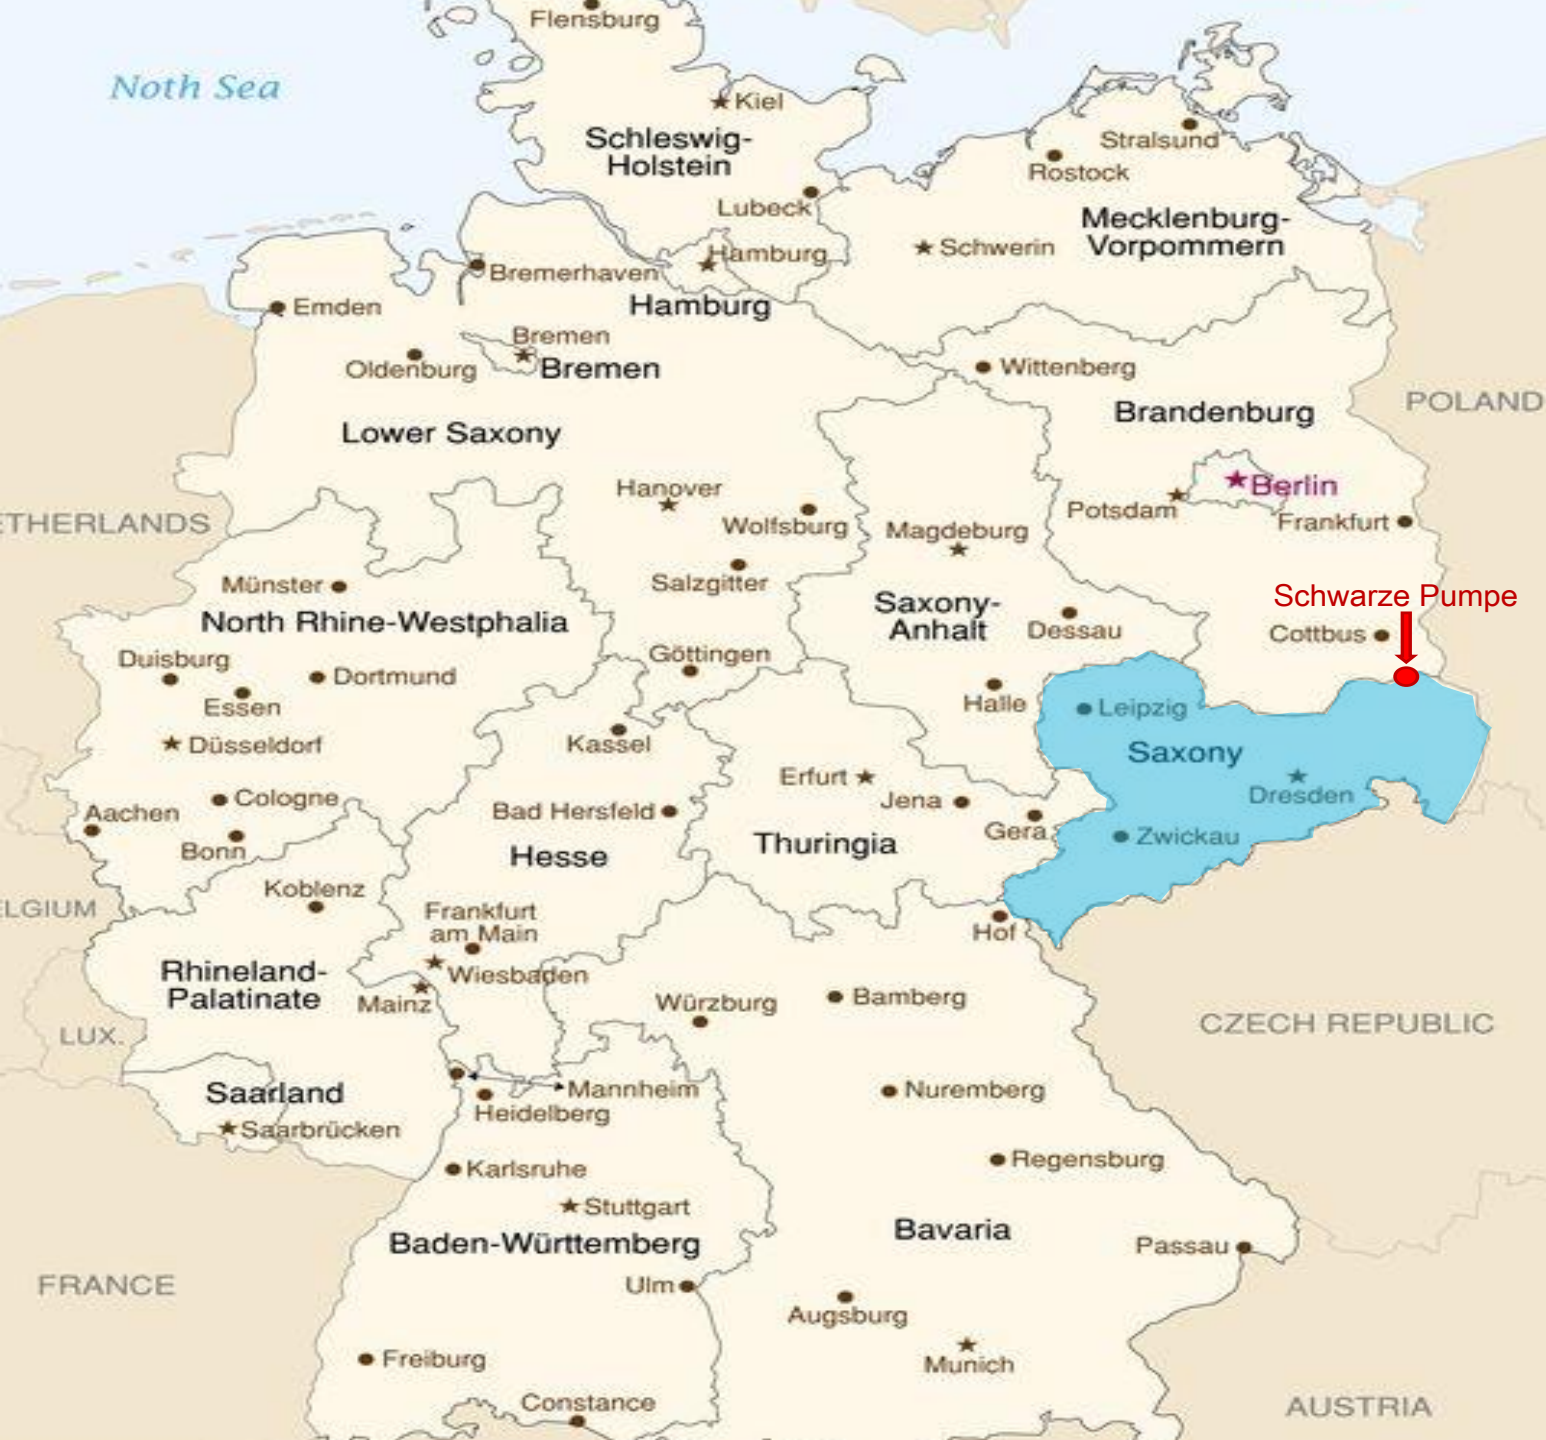 Flensburg
Noth Sea
Kiel
Schleswig-
Holstein
Stralsund
Rostock
Lubeck
Mecklenburg-
Vorpommern
Schwerin
Hamburg
Bremerhaven
Hamburg
Emden
Bremen
Bremen
Oldenburg
Wittenberg
POLAND
Brandenburg
Lower Saxony
Berlin
Hanover
Potsdam
Frankfurt
ETHERLANDS
Wolfsburg
Magdeburg
Salzgitter
Münster
Schwarze Pumpe
North Rhine-Westphalia
Saxony-
Anhalt
Dessau
Cottbus
Duisburg
Göttingen
Dortmund
Essen
Halle
Leipzig
Düsseldorf
Kassel
Saxony
Erfurt
Dresden
Cologne
Jena
Aachen
Bad Hersfeld
Gera
Zwickau
Bonn
Hesse
Thuringia
Koblenz
ELGIUM
Frankfurt
am Main
Hof
Rhineland-
Palatinate
Wiesbaden
Mainz
Würzburg
Bamberg
CZECH REPUBLIC
LUX.
Saarland
Mannheim
Nuremberg
Heidelberg
Saarbrücken
Karlsruhe
Regensburg
Stuttgart
Baden-Württemberg
Bavaria
Passau
FRANCE
Ulm
Augsburg
Freiburg
Munich
Constance
AUSTRIA